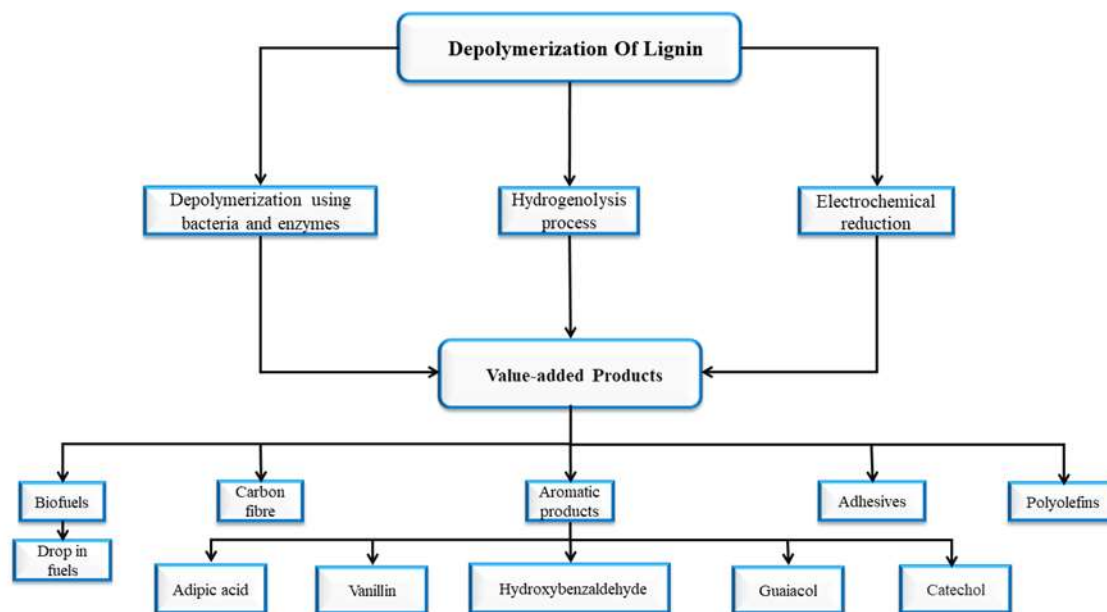 Depolymerization Of Lignin
Depolymerization using
bacteria and enzymes
Hydrogenolysis
process
Electrochemical
reduction
Value-added Products
Biofuels
Carbon
fibre
Aromatic
products
Adhesives
Polyolefins
Drop in
fuels
Adipic acid
Vanillin
Hydroxybenzaldehyde
Guaiacol
Catechol